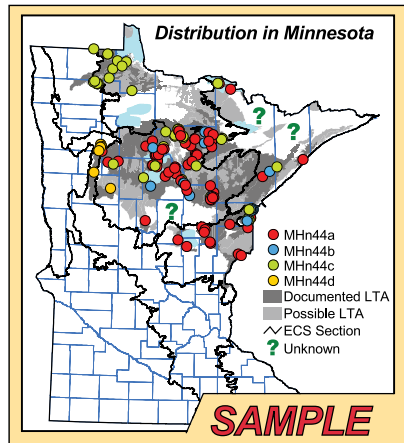 Distribution in Minnesota
?
?
?
MHn44a
MHn44b
MHn44c
MHn44d
Documented LTA
Possible LTA
ECS Section
? Unknown
SAMPLE